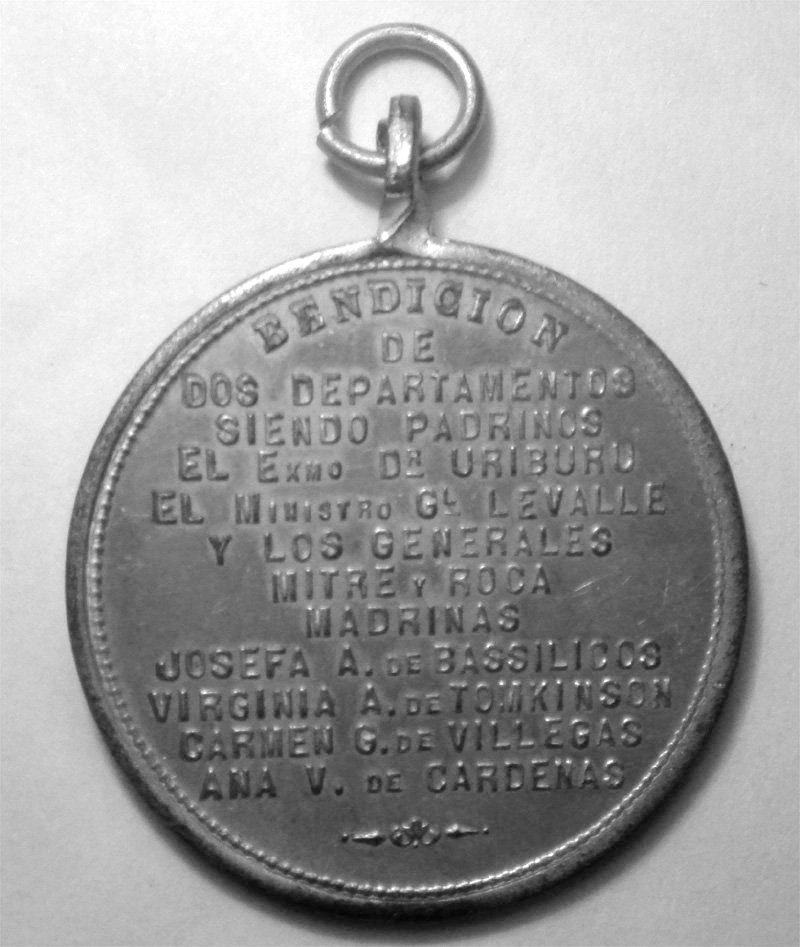 BENDICION
DE
DOS DEPARTAMENTOS
SIENDO PADRINOS
EL EXMO DR. URIBURU
EL MINISTRO GL. LEVALLE
Y LOS GENERALES
MITRE Y ROCA
MADRINAS
JOSEFA A. DE BASSILICOS
VIRGINIA A. DE TOMKINSON
CARMEN G. DE VILLEGAS
ANA V. DE CARDENAS